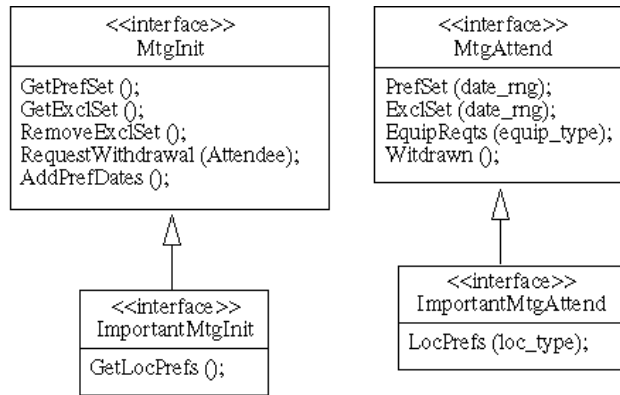 <<interface>>
MtgInit
GetPrefSet ();
GetExclSet ();
RemoveExclSet ();
RequestWithdrawal (Attendee);
AddPrefDates ();
<<interface>>
MtgAttend
PrefSet (date_rng);
ExclSet (date_rng);
EquipReqts (equip_type);
Witdrawn ();
<<interface>>
ImportantMtgInit
GetLocPrefs ();
<<interface>>
ImportantMtgAttend
LocPrefs (loc_type);